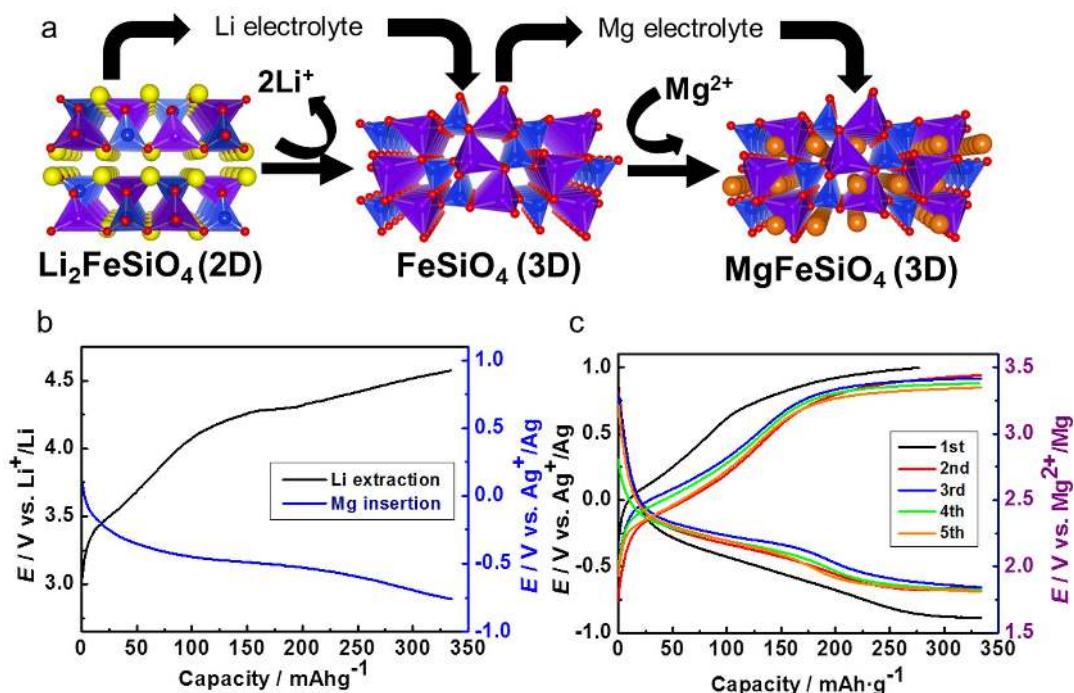 a
Li electrolyte
Mg electrolyte
2Li⁺
Mg²⁺
Li₂FeSiO₄ (2D)
FeSiO₄ (3D)
MgFeSiO₄ (3D)
b
E / V vs. Li⁺/Li
4.5
4.0
3.5
3.0
Li extraction
Mg insertion
1.0
0.5
0.0
-0.5
-1.0
E / V vs. Ag⁺/Ag
0 50 100 150 200 250 300 350
Capacity / mAhg⁻¹
c
E / V vs. Ag⁺/Ag
1.0
0.5
0.0
-0.5
-1.0
1st
2nd
3rd
4th
5th
3.5
3.0
2.5
2.0
1.5
E / V vs. Mg²⁺/Mg
0 50 100 150 200 250 300 350
Capacity / mAh·g⁻¹